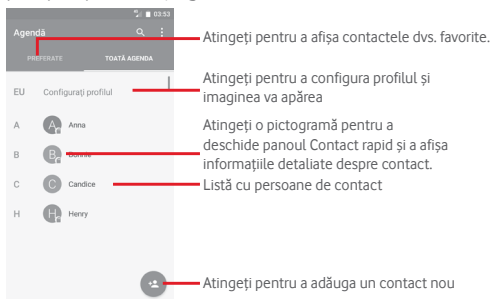 4G 03:53
Agendă
PREFERATE TOATĂ AGENDA
EU Configurați profilul
A A Anna
B B Bonnie
C C Candice
H H Henry
Atingeți pentru a afișa contactele dvs. favorite.
Atingeți pentru a configura profilul și
imaginea va apărea
Atingeți o pictogramă pentru a
deschide panoul Contact rapid și a afișa
informațiile detaliate despre contact.
Listă cu persoane de contact
Atingeți pentru a adăuga un contact nou